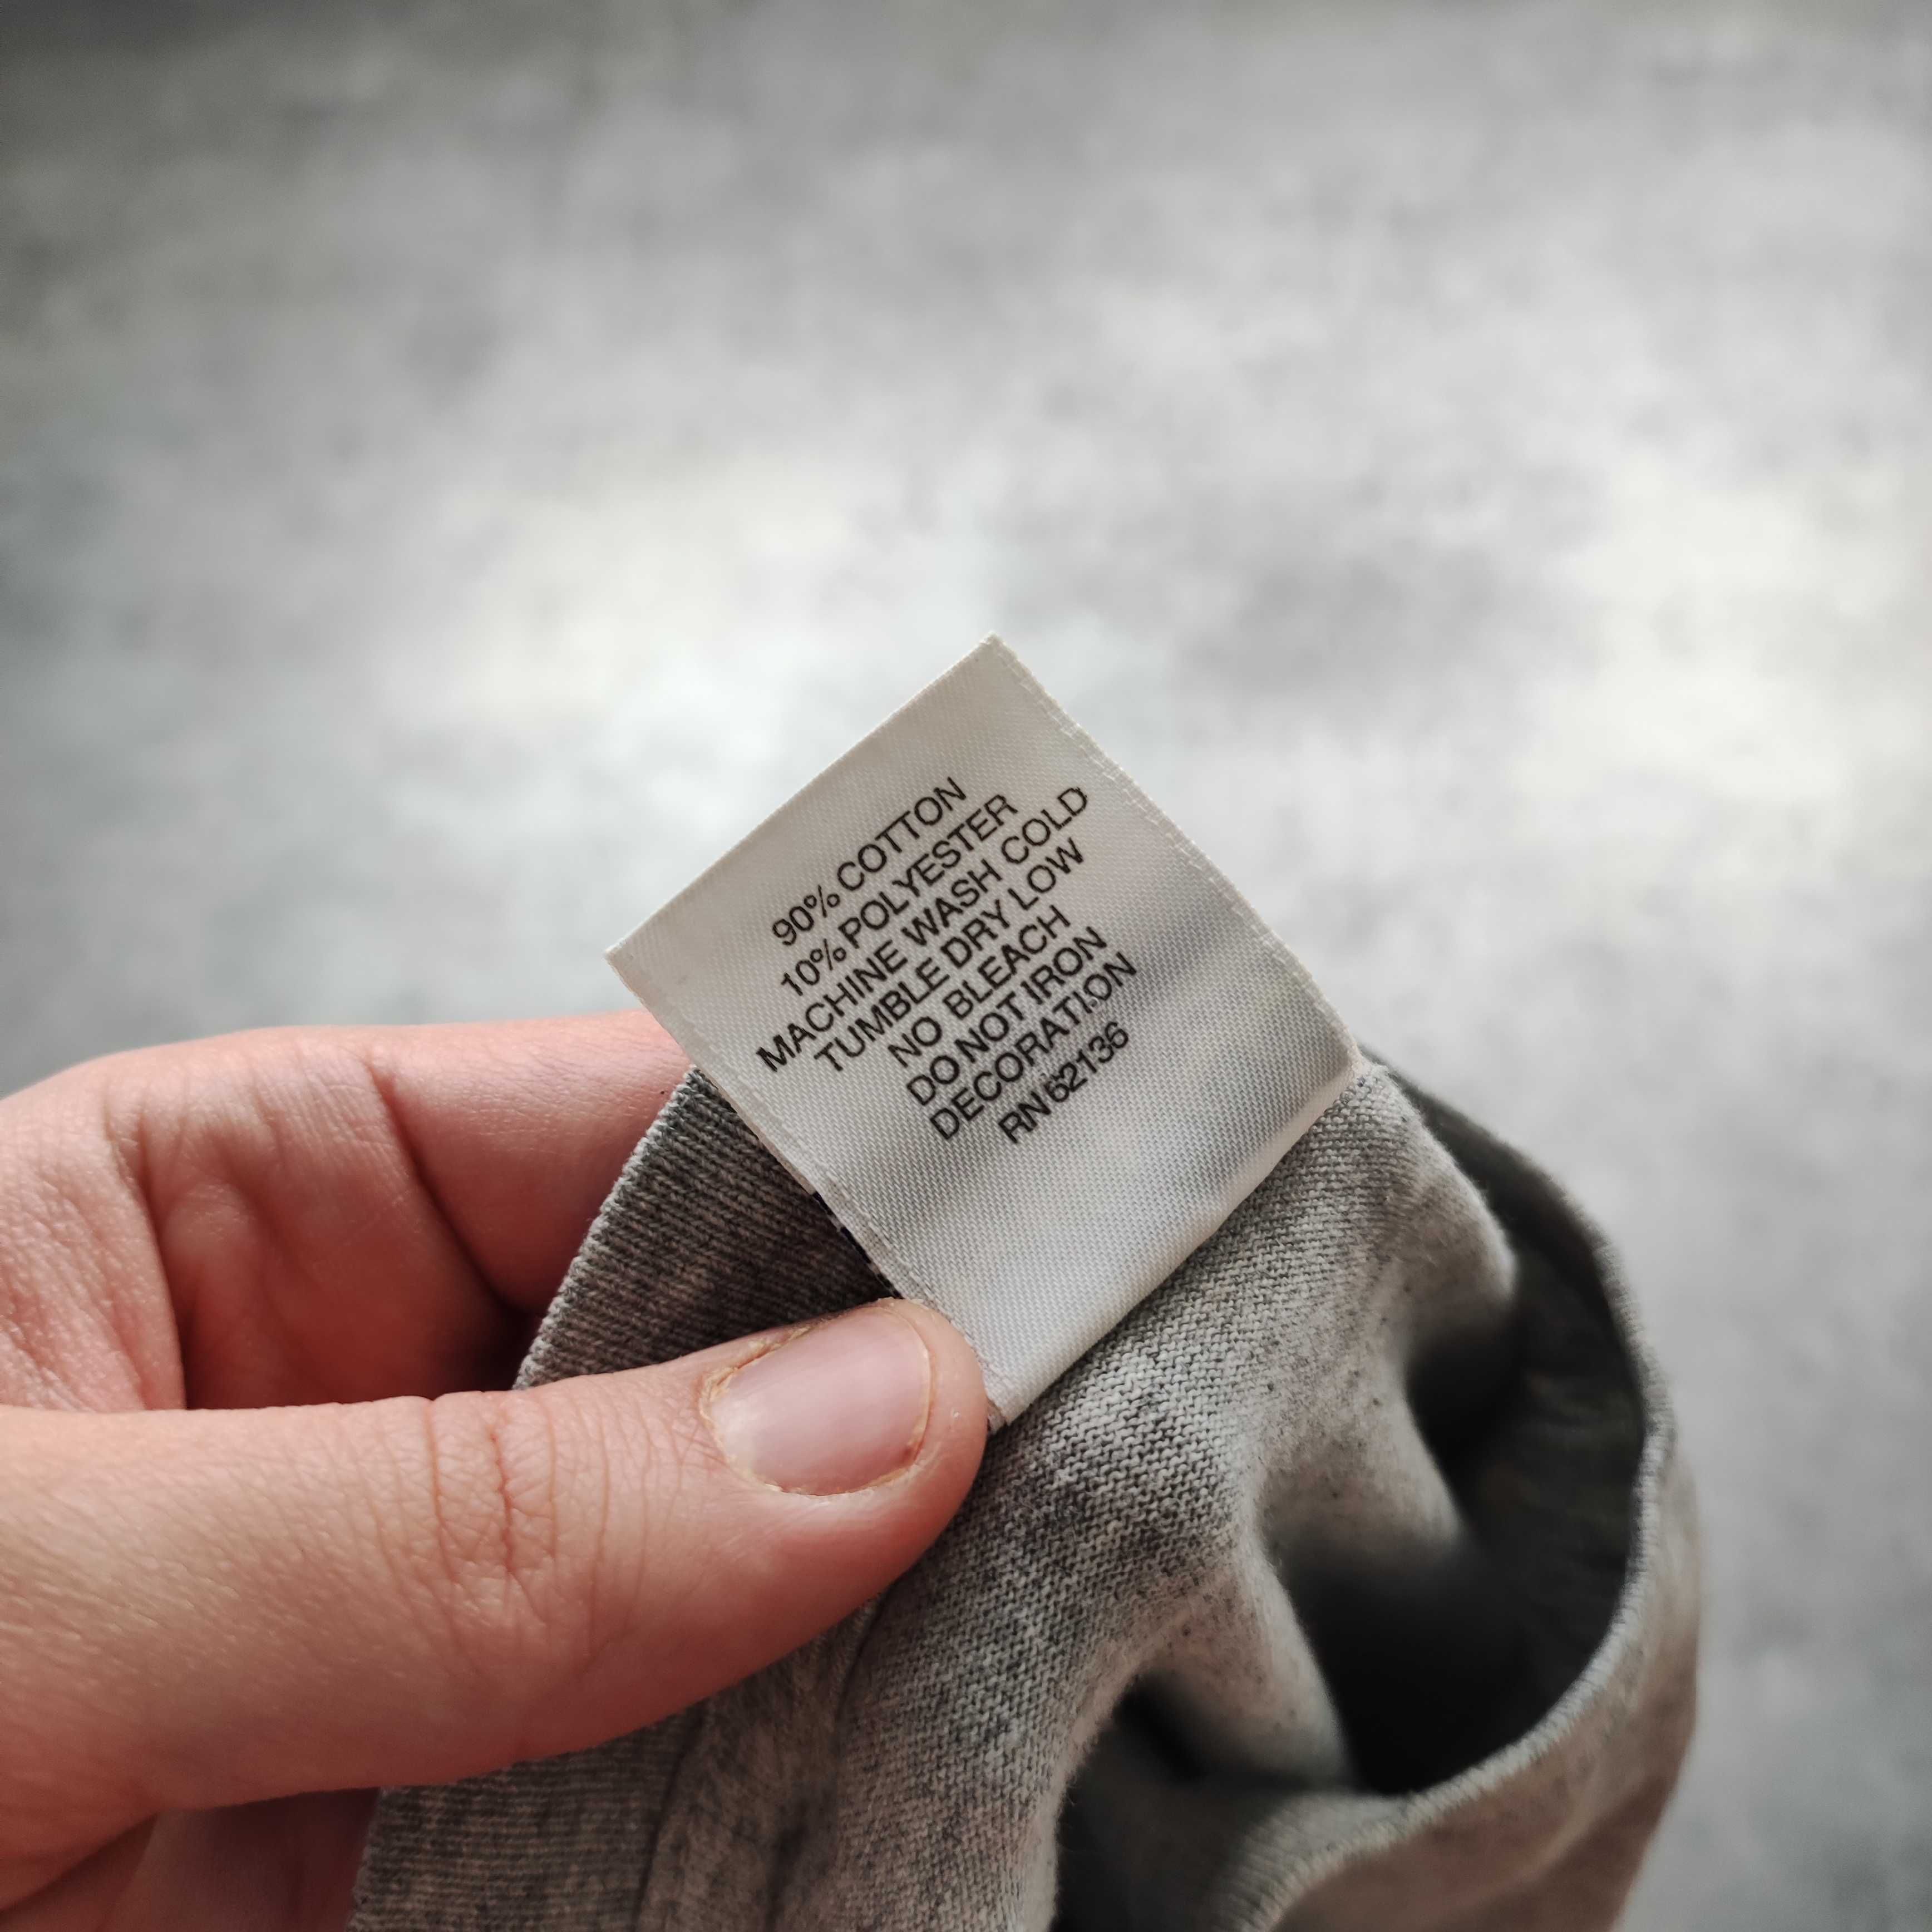 90% COTTON
10% POLYESTER
MACHINE WASH COLD
TUMBLE DRY LOW
NO BLEACH
DO NOT IRON
DECORATION
RN 62136